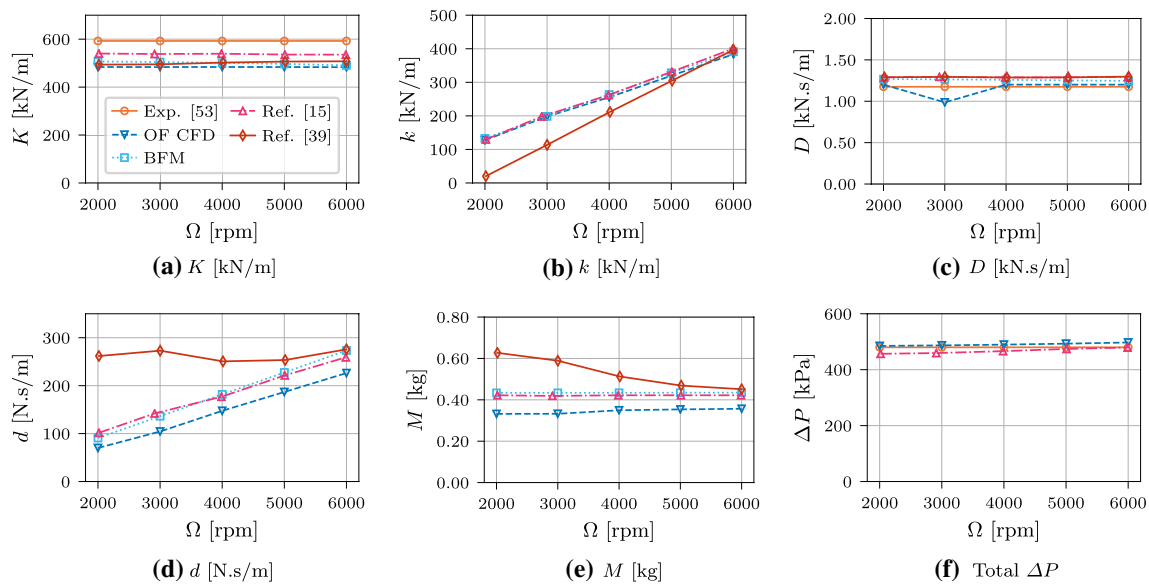 K [kN/m]
600
400
200
0
Exp. [53]
OF CFD
BFM
Ref. [15]
Ref. [39]
2000 3000 4000 5000 6000
Ω [rpm]
(a) K [kN/m]
k [kN/m]
500
400
300
200
100
0
2000 3000 4000 5000 6000
Ω [rpm]
(b) k [kN/m]
D [kN.s/m]
2.00
1.50
1.00
0.50
0.00
2000 3000 4000 5000 6000
Ω [rpm]
(c) D [kN.s/m]
d [N.s/m]
300
200
100
0
2000 3000 4000 5000 6000
Ω [rpm]
(d) d [N.s/m]
M [kg]
0.80
0.60
0.40
0.20
0.00
2000 3000 4000 5000 6000
Ω [rpm]
(e) M [kg]
ΔP [kPa]
600
400
200
0
2000 3000 4000 5000 6000
Ω [rpm]
(f) Total ΔP